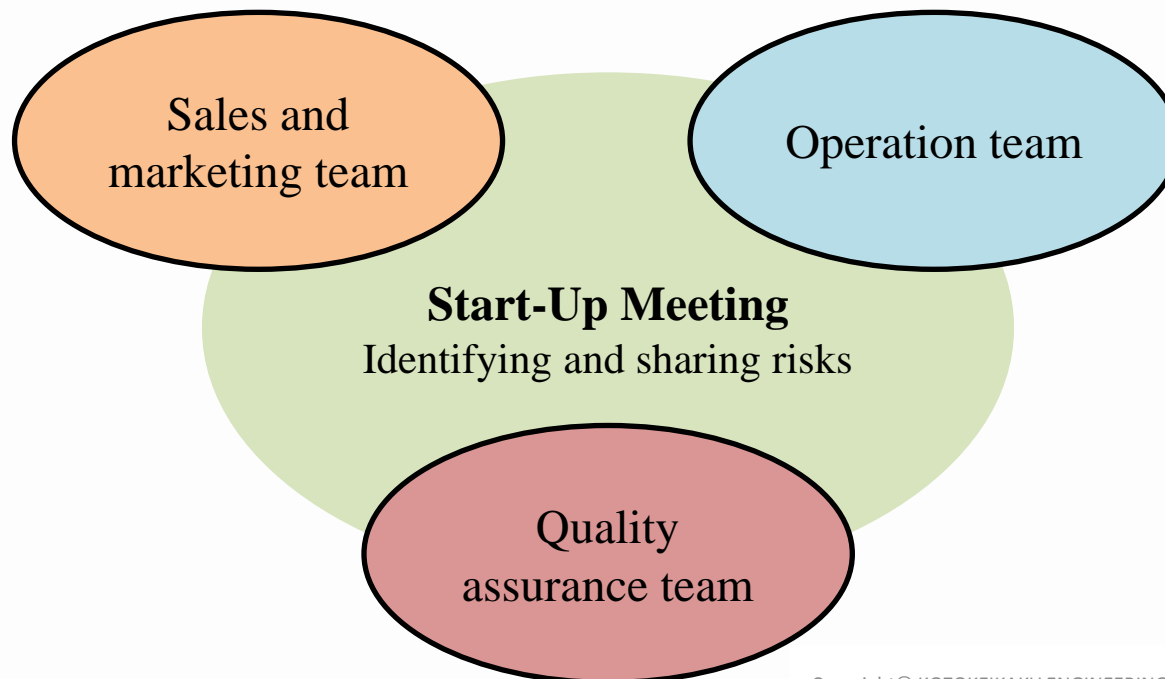 Sales and
marketing team
Operation team
Start-Up Meeting
Identifying and sharing risks
Quality
assurance team